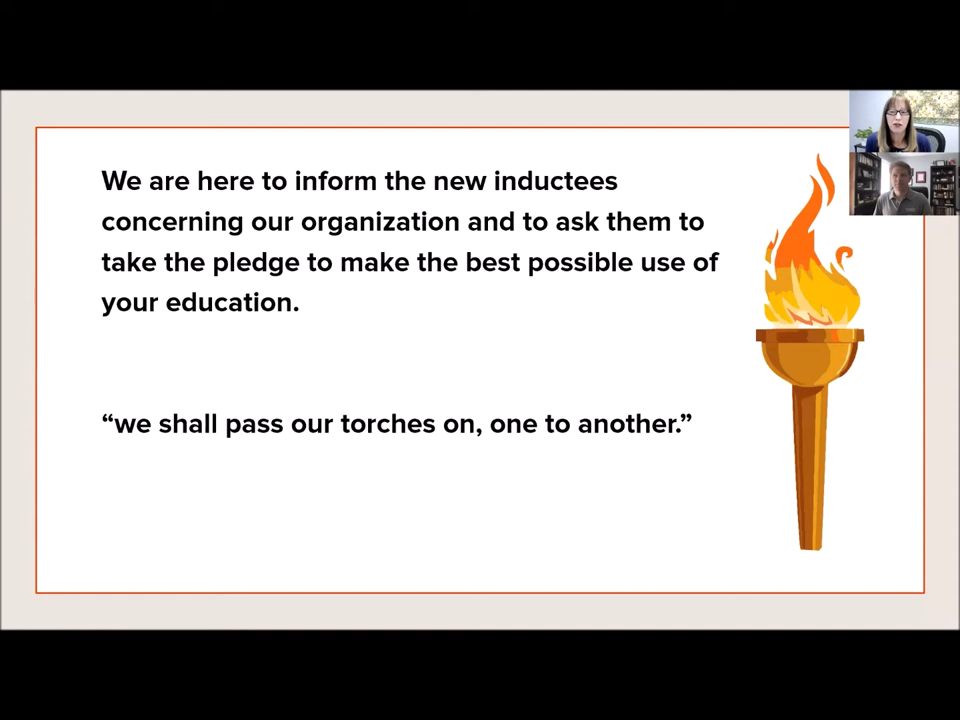 We are here to inform the new inductees
concerning our organization and to ask them to
take the pledge to make the best possible use of
your education.
“we shall pass our torches on, one to another.”